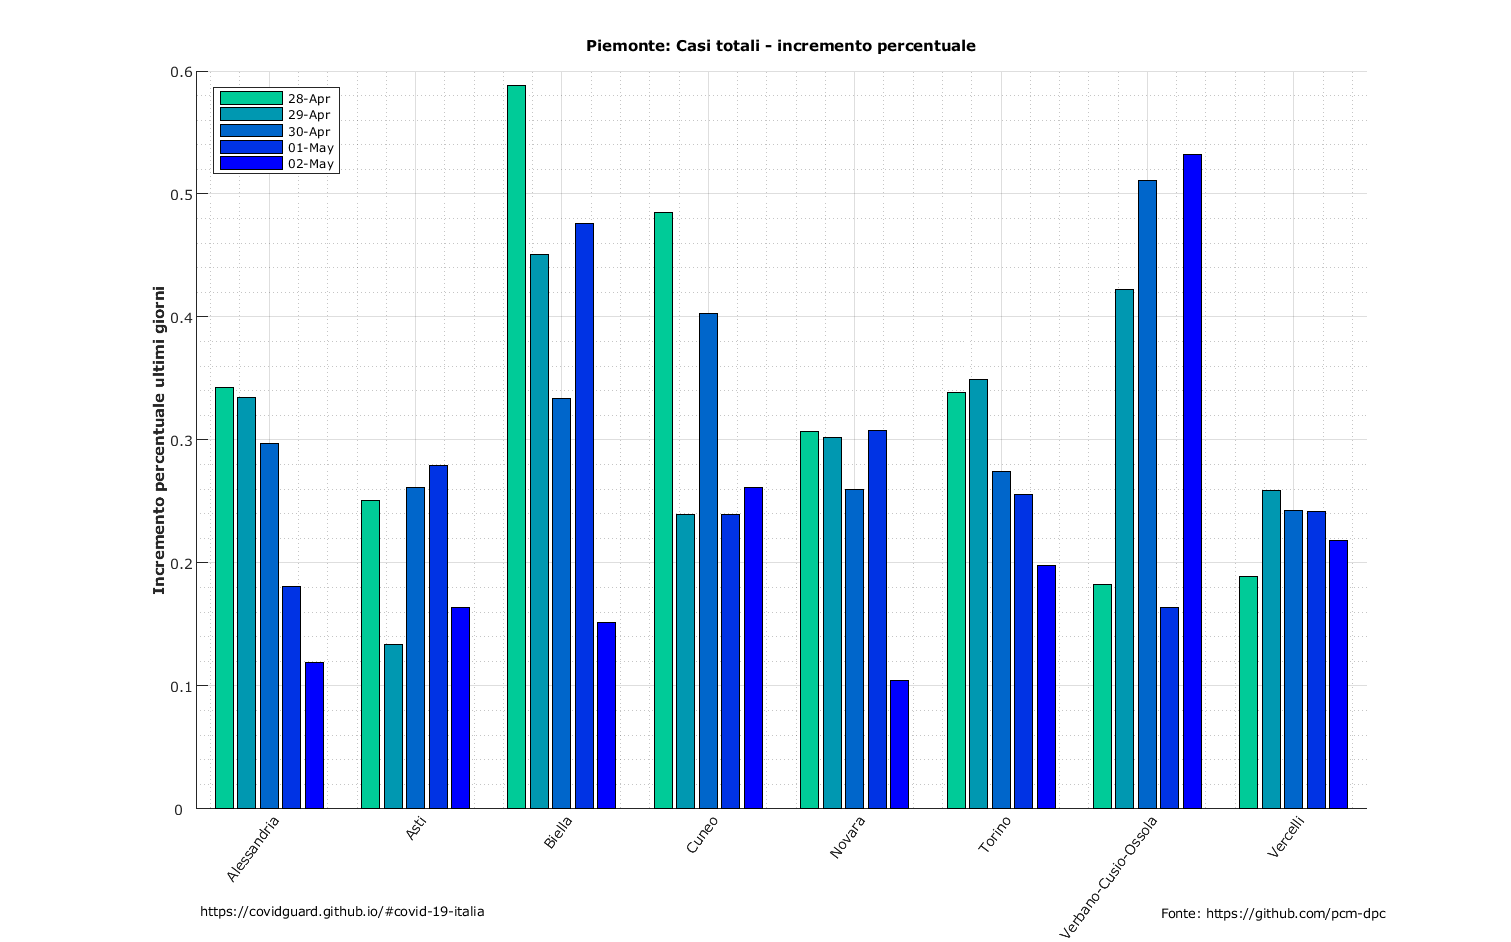 Piemonte: Casi totali - incremento percentuale
28-Apr
29-Apr
30-Apr
01-May
02-May
Incremento percentuale ultimi giorni
0.6
0.5
0.4
0.3
0.2
0.1
0
Alessandria
Asti
Biella
Cuneo
Novara
Torino
Verbano-Cusio-Ossola
Vercelli
https://covidguard.github.io/#covid-19-italia
Fonte: https://github.com/pcm-dpc